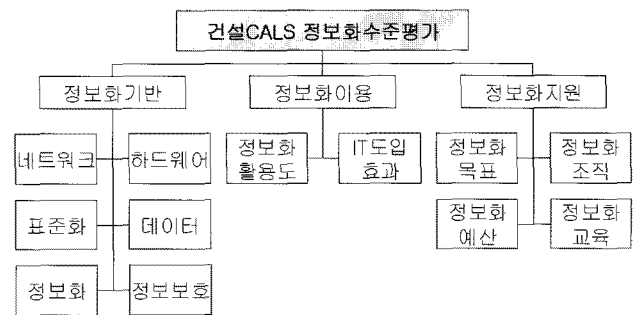 건설CALS 정보화수준평가
정보화기반 정보화이용 정보화지원
네트워크 하드웨어 정보화 활용도 IT도입 효과 정보화 목표 정보화 조직
표준화 데이터 정보화 예산 정보화 교육
정보화 정보보호